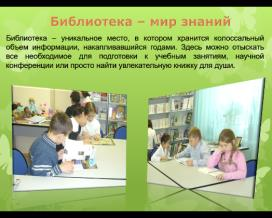 Библиотека – мир знаний
Библиотека – уникальное место, в котором хранится колоссальный
объем информации, накапливавшийся годами. Здесь можно отыскать
все необходимое для подготовки к учебным занятиям, научной
конференции или просто найти увлекательную книжку для души.